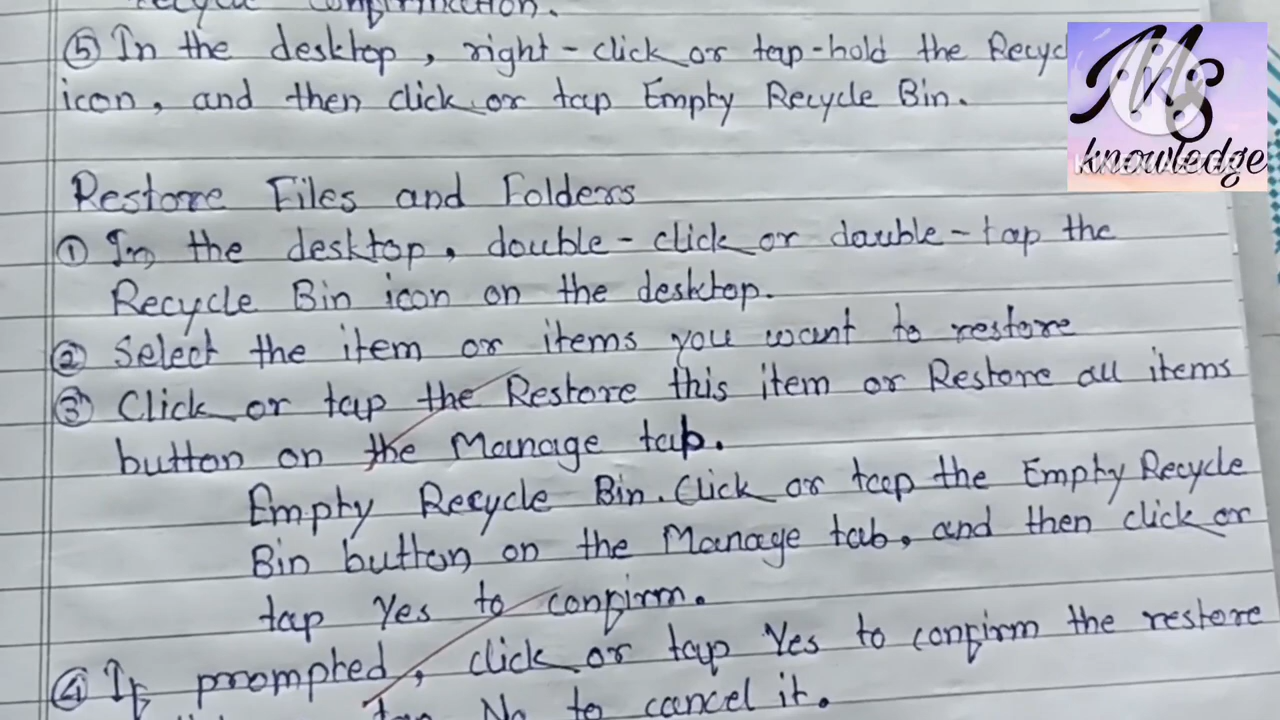 recycle confirmation.
⑤ In the desktop, right-click or tap-hold the Recyc
icon, and then click or tap Empty Recycle Bin.
Restore Files and Folders
① In the desktop, double-click or double-tap the
Recycle Bin icon on the desktop.
② Select the item or items you want to restore
③ Click or tap the Restore this item or Restore all items
button on the Manage tab.
Empty Recycle Bin. Click or tap the Empty Recycle
Bin button on the Manage tab, and then click or
tap Yes to confirm.
④ If prompted, click or tap Yes to confirm the restore
tap No to cancel it.
MS
knowledge